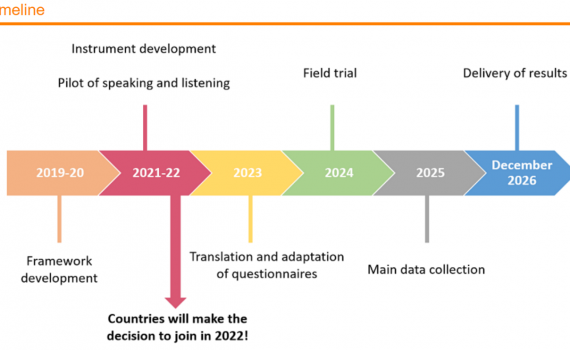 meline
Instrument development
Pilot of speaking and listening
Field trial
Delivery of results
2019-20
2021-22
2023
2024
2025
December
2026
Framework
development
Translation and adaptation
of questionnaires
Main data collection
Countries will make the
decision to join in 2022!